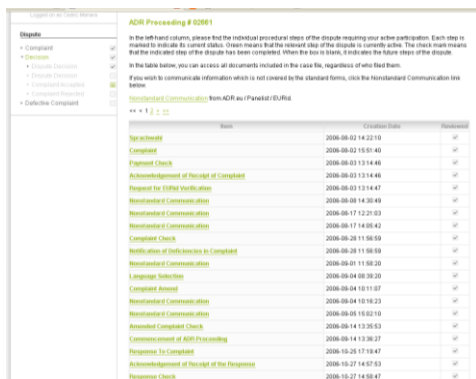 Logged in as Cedric Manara
Dispute
Complaint
Decision
Dispute Decision
Dispute Decision
Complaint Accepted
Complaint Rejected
Defective Complaint
ADR Proceeding # 02661
In the left-hand column, please find the individual procedural steps of the dispute requiring your active participation. Each step is
marked to indicate its current status. Green means that the relevant step of the dispute is currently active. The check mark means
that the indicated step of the dispute has been completed. When the box is blank, it indicates the future steps of the dispute.
In the table below, you can access all documents included in the case file, regardless of who filed them.
If you wish to communicate information which is not covered by the standard forms, click the Nonstandard Communication link
below.
Nonstandard Communication from ADR.eu / Panelist / EURid
<< < 1 2 > >>
Item Creation Date Reviewed
Sprachwahl 2006-08-02 14:22:10
Complaint 2006-08-02 15:51:40
Payment Check 2006-08-03 13:14:46
Acknowledgement of Receipt of Complaint 2006-08-03 13:14:46
Request for EURid Verification 2006-08-03 13:14:47
Nonstandard Communication 2006-08-08 14:30:49
Nonstandard Communication 2006-08-17 12:21:03
Nonstandard Communication 2006-08-17 14:05:42
Complaint Check 2006-08-28 11:56:59
Notification of Deficiencies in Complaint 2006-08-28 11:56:59
Nonstandard Communication 2006-09-01 11:58:20
Language Selection 2006-09-04 08:39:20
Complaint Amend 2006-09-04 10:11:07
Nonstandard Communication 2006-09-04 10:16:23
Nonstandard Communication 2006-09-05 15:02:10
Amended Complaint Check 2006-09-14 13:35:53
Commencement of ADR Proceeding 2006-09-14 13:36:27
Response To Complaint 2006-10-25 17:19:47
Acknowledgement of Receipt of the Response 2006-10-27 14:57:53
Response Check 2006-10-27 14:58:47